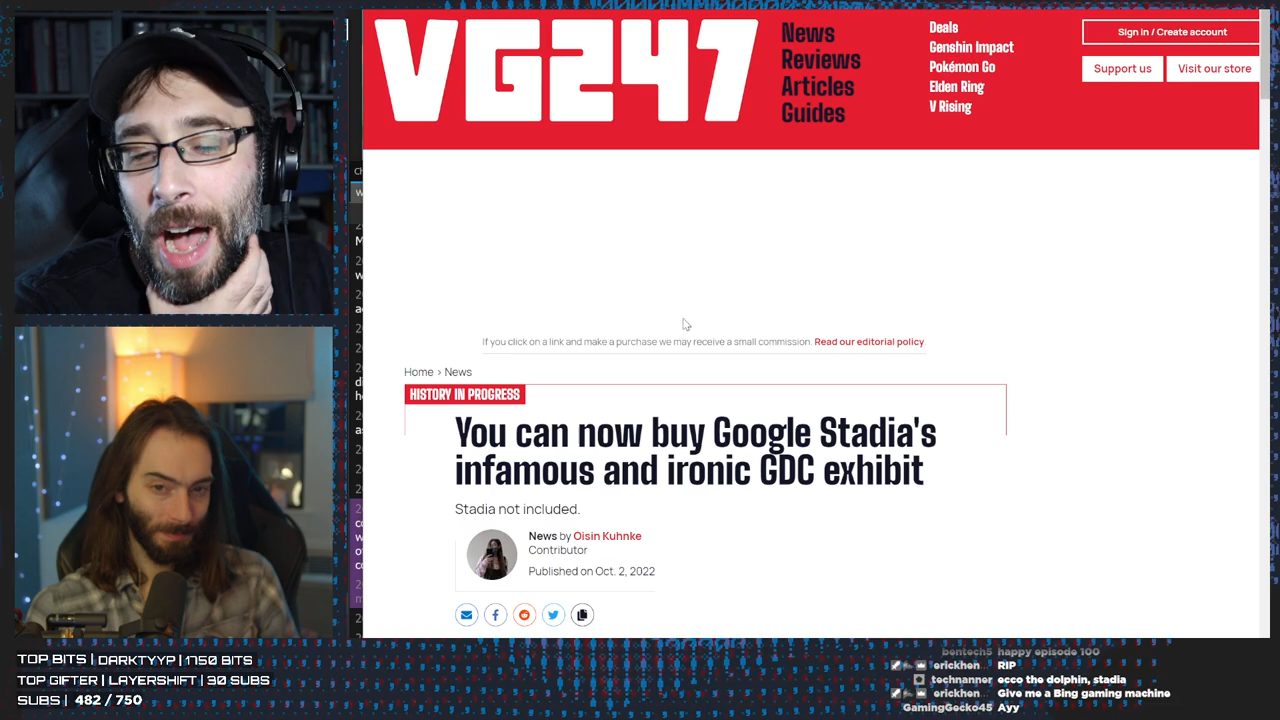 VG247
News
Reviews
Articles
Guides
Deals
Genshin Impact
Pokémon Go
Elden Ring
V Rising
Sign in / Create account
Support us
Visit our store
If you click on a link and make a purchase we may receive a small commission. Read our editorial policy.
Home > News
HISTORY IN PROGRESS
You can now buy Google Stadia's
infamous and ironic GDC exhibit
Stadia not included.
News by Oisin Kuhnke
Contributor
Published on Oct. 2, 2022
TOP BITS | DARKTYYP | 1750 BITS
TOP GIFTER | LAYERSHIFT | 30 SUBS
SUBS | 482 / 750
bentech5 happy episode 100
erickhen... RIP
technanner ecco the dolphin, stadia
erickhen... Give me a Bing gaming machine
GamingGecko45 Ayy